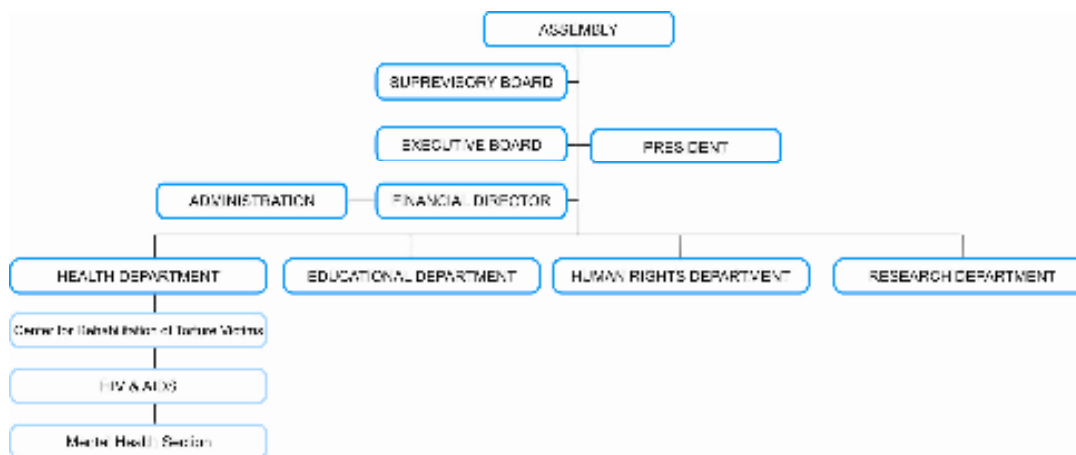 ASSEMBLY
SUPREVISORY BOARD
EXECUTIVE BOARD
PRESIDENT
ADMINISTRATION
FINANCIAL DIRECTOR
HEALTH DEPARTMENT
EDUCATIONAL DEPARTMENT
HUMAN RIGHTS DEPARTMENT
RESEARCH DEPARTMENT
Center for Rehabilitation of Torture Victims
HIV & AIDS
Mental Health Section